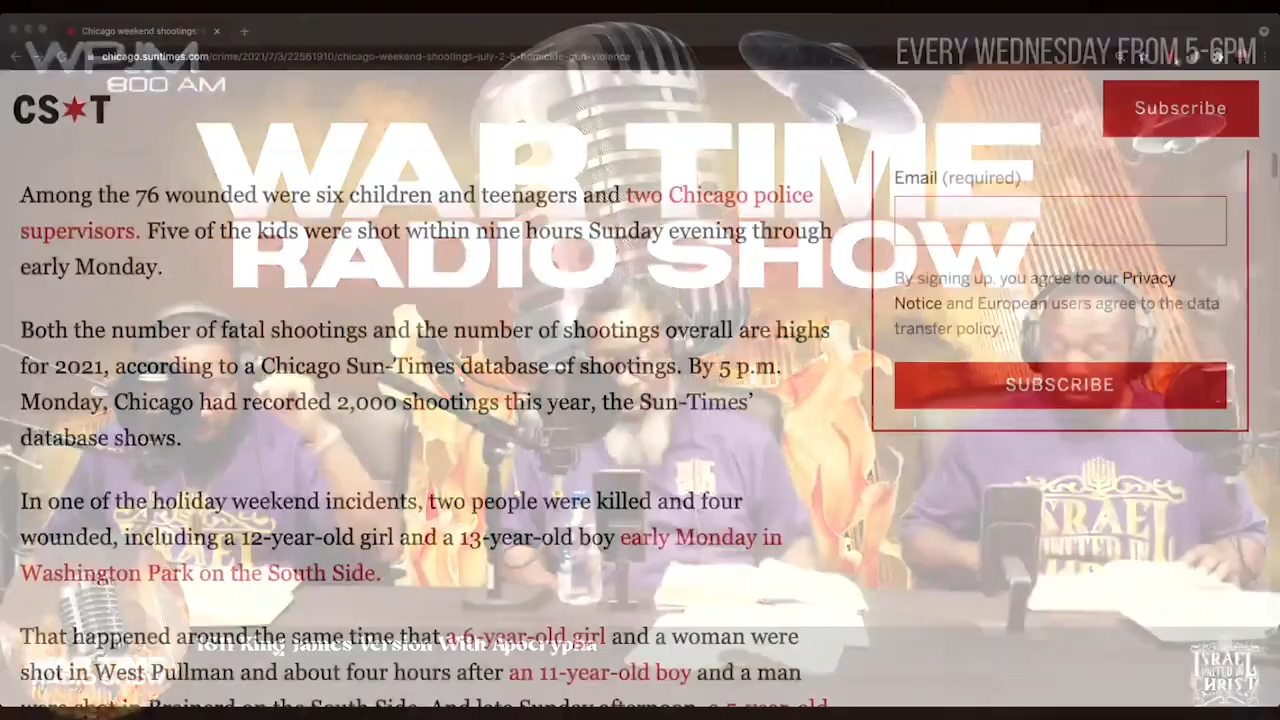 Chicago weekend shootings:
chicago.suntimes.com/crime/2021/7/3/22561910/chicago-weekend-shootings-july-2-5-homicide-gun-violence
EVERY WEDNESDAY FROM 5-6PM
800 AM
CS T
Subscribe
WAR TIME
RADIO SHOW
Among the 76 wounded were six children and teenagers and two Chicago police
supervisors. Five of the kids were shot within nine hours Sunday evening through
early Monday.
Both the number of fatal shootings and the number of shootings overall are highs
for 2021, according to a Chicago Sun-Times database of shootings. By 5 p.m.
Monday, Chicago had recorded 2,000 shootings this year, the Sun-Times'
database shows.
In one of the holiday weekend incidents, two people were killed and four
wounded, including a 12-year-old girl and a 13-year-old boy early Monday in
Washington Park on the South Side.
That happened around the same time that a 6-year-old girl and a woman were
shot in West Pullman and about four hours after an 11-year-old boy and a man
Email (required)
By signing up, you agree to our Privacy
Notice and European users agree to the data
transfer policy.
SUBSCRIBE
ISRAEL
UNITED IN
1611 King James Version With Apocrypha
ISRAEL
UNITED IN
CHRIST